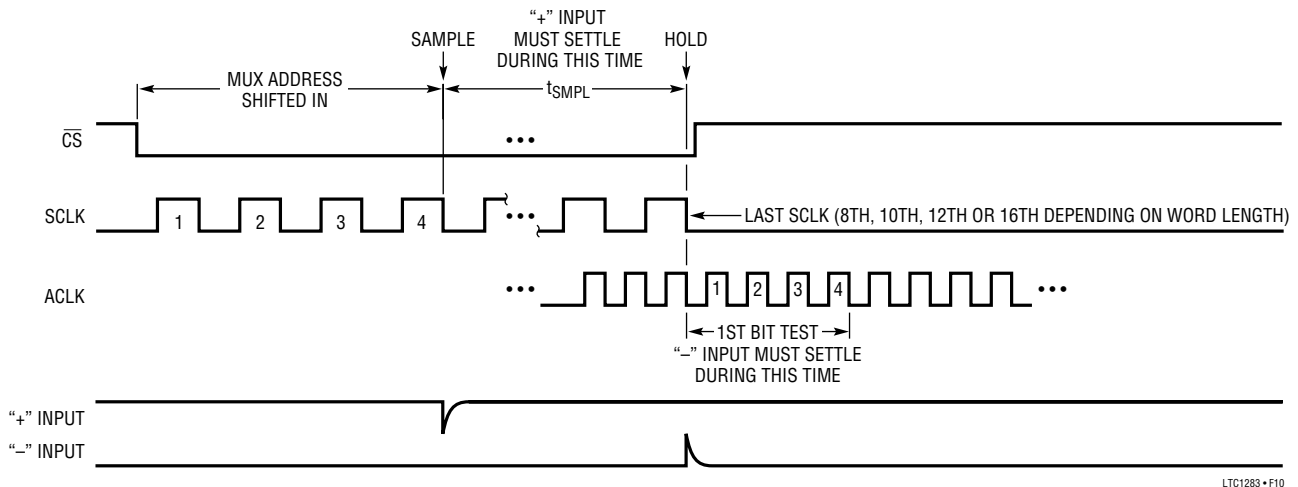 "+" INPUT
MUST SETTLE
DURING THIS TIME
SAMPLE
HOLD
MUX ADDRESS
SHIFTED IN
tSMPL
CS
•••
SCLK
1 2 3 4
•••
LAST SCLK (8TH, 10TH, 12TH OR 16TH DEPENDING ON WORD LENGTH)
ACLK
•••
1 2 3 4
•••
1ST BIT TEST
"–" INPUT MUST SETTLE
DURING THIS TIME
"+" INPUT
"–" INPUT
LTC1283 • F10